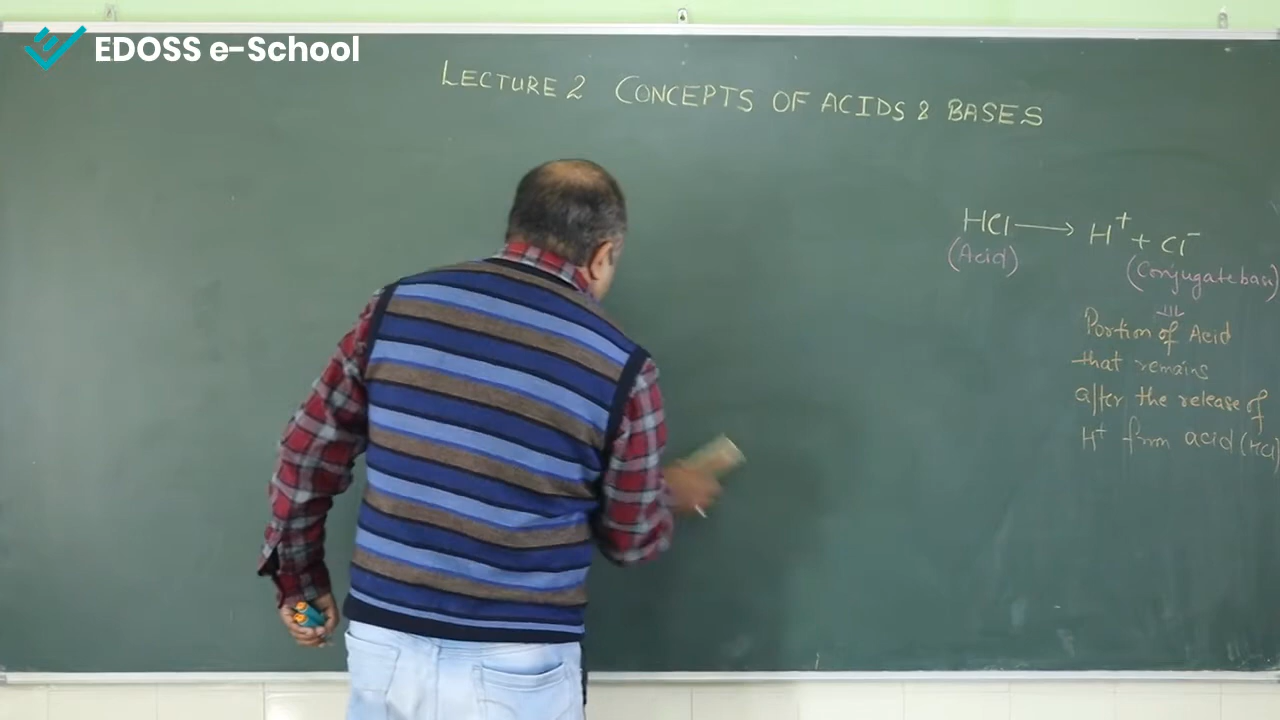 EDOSS e-School
LECTURE 2 CONCEPTS OF ACIDS & BASES
HCl ⟶ H⁺ + Cl⁻
(Acid) (Conjugate base)
Portion of Acid
that remains
after the release of
H⁺ from acid (HCl)